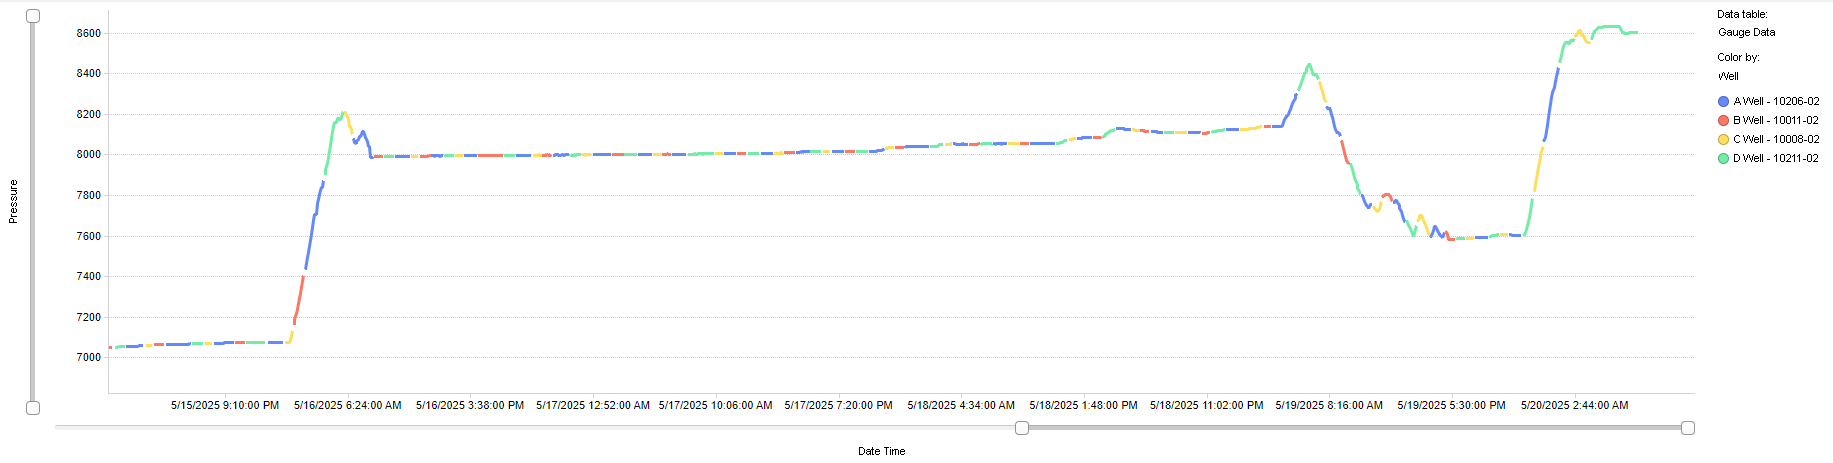 8600
8400
8200
8000
7800
7600
7400
7200
7000
Pressure
5/15/2025 9:10:00 PM
5/16/2025 6:24:00 AM
5/16/2025 3:38:00 PM
5/17/2025 12:52:00 AM
5/17/2025 10:06:00 AM
5/17/2025 7:20:00 PM
5/18/2025 4:34:00 AM
5/18/2025 1:48:00 PM
5/18/2025 11:02:00 PM
5/19/2025 8:16:00 AM
5/19/2025 5:30:00 PM
5/20/2025 2:44:00 AM
Date Time
Data table:
Gauge Data
Color by:
Well
A Well - 10206-02
B Well - 10011-02
C Well - 10008-02
D Well - 10211-02